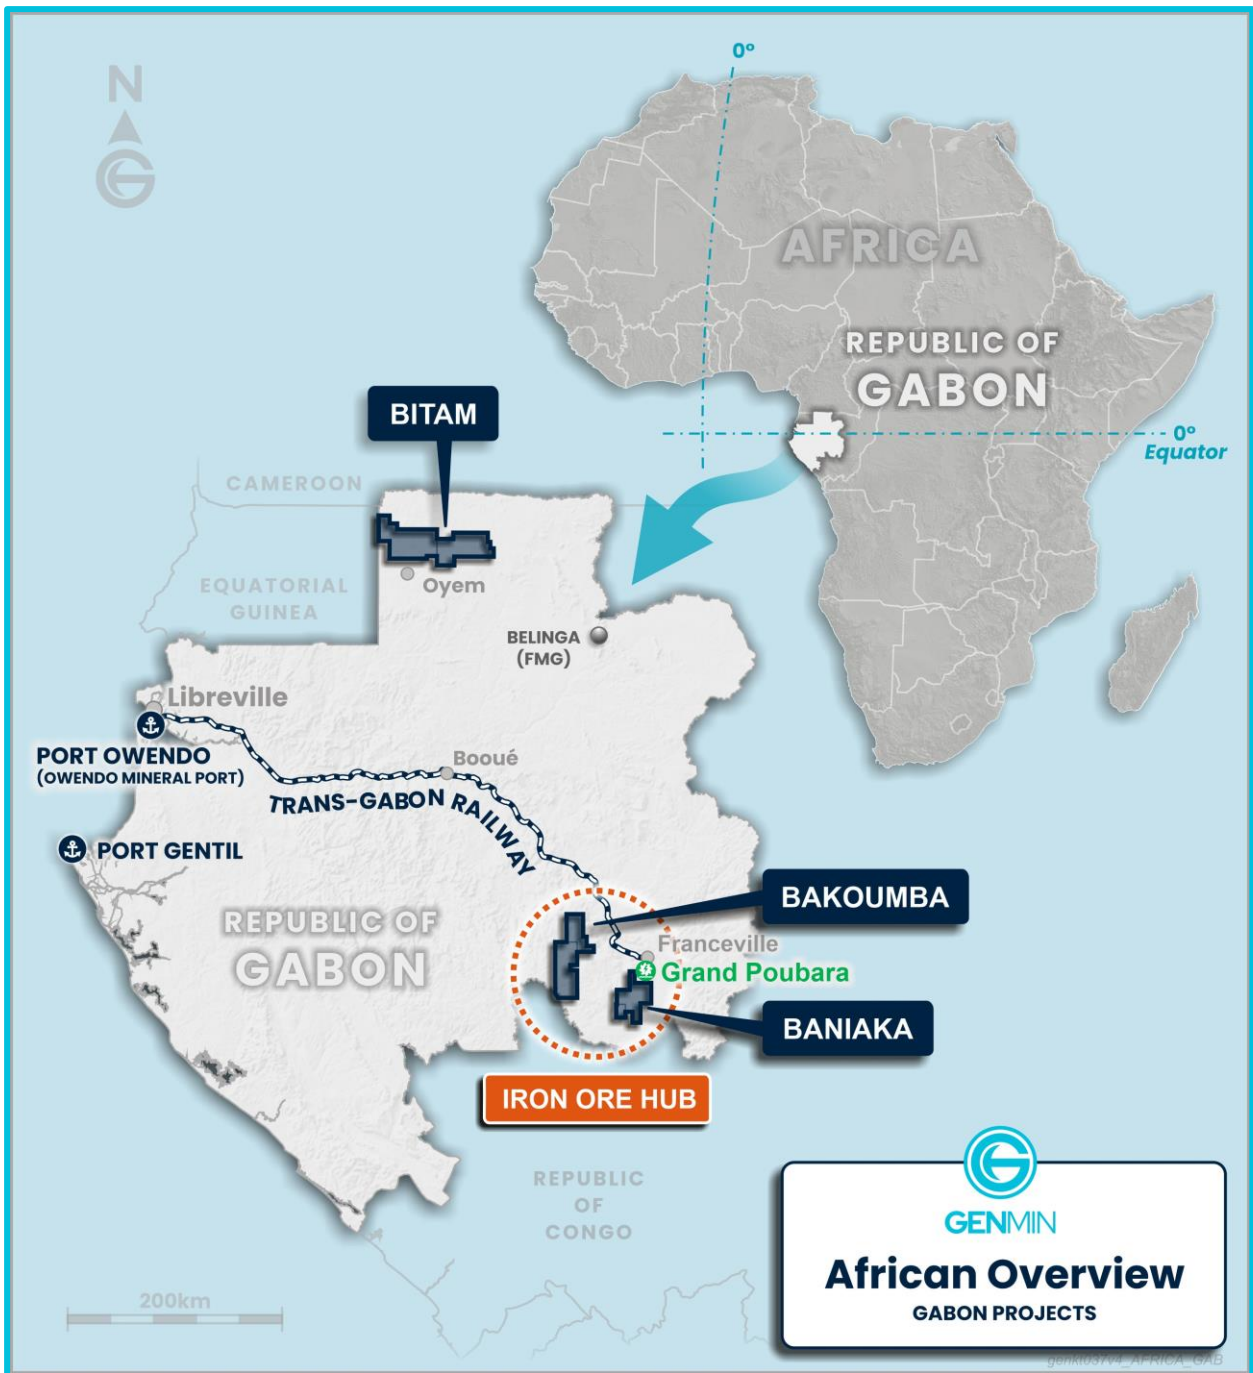 N
0°
AFRICA
REPUBLIC OF
GABON
0°
Equator
BITAM
CAMEROON
EQUATORIAL
GUINEA
Oyem
BELINGA
(FMG)
Libreville
PORT OWENDO
(OWENDO MINERAL PORT)
Booué
TRANS-GABON RAILWAY
PORT GENTIL
REPUBLIC OF
GABON
BAKOUMBA
Franceville
Grand Poubara
BANIAKA
IRON ORE HUB
REPUBLIC
OF
CONGO
200km
GENMIN
African Overview
GABON PROJECTS
genkl037v4_AFRICA_GAB